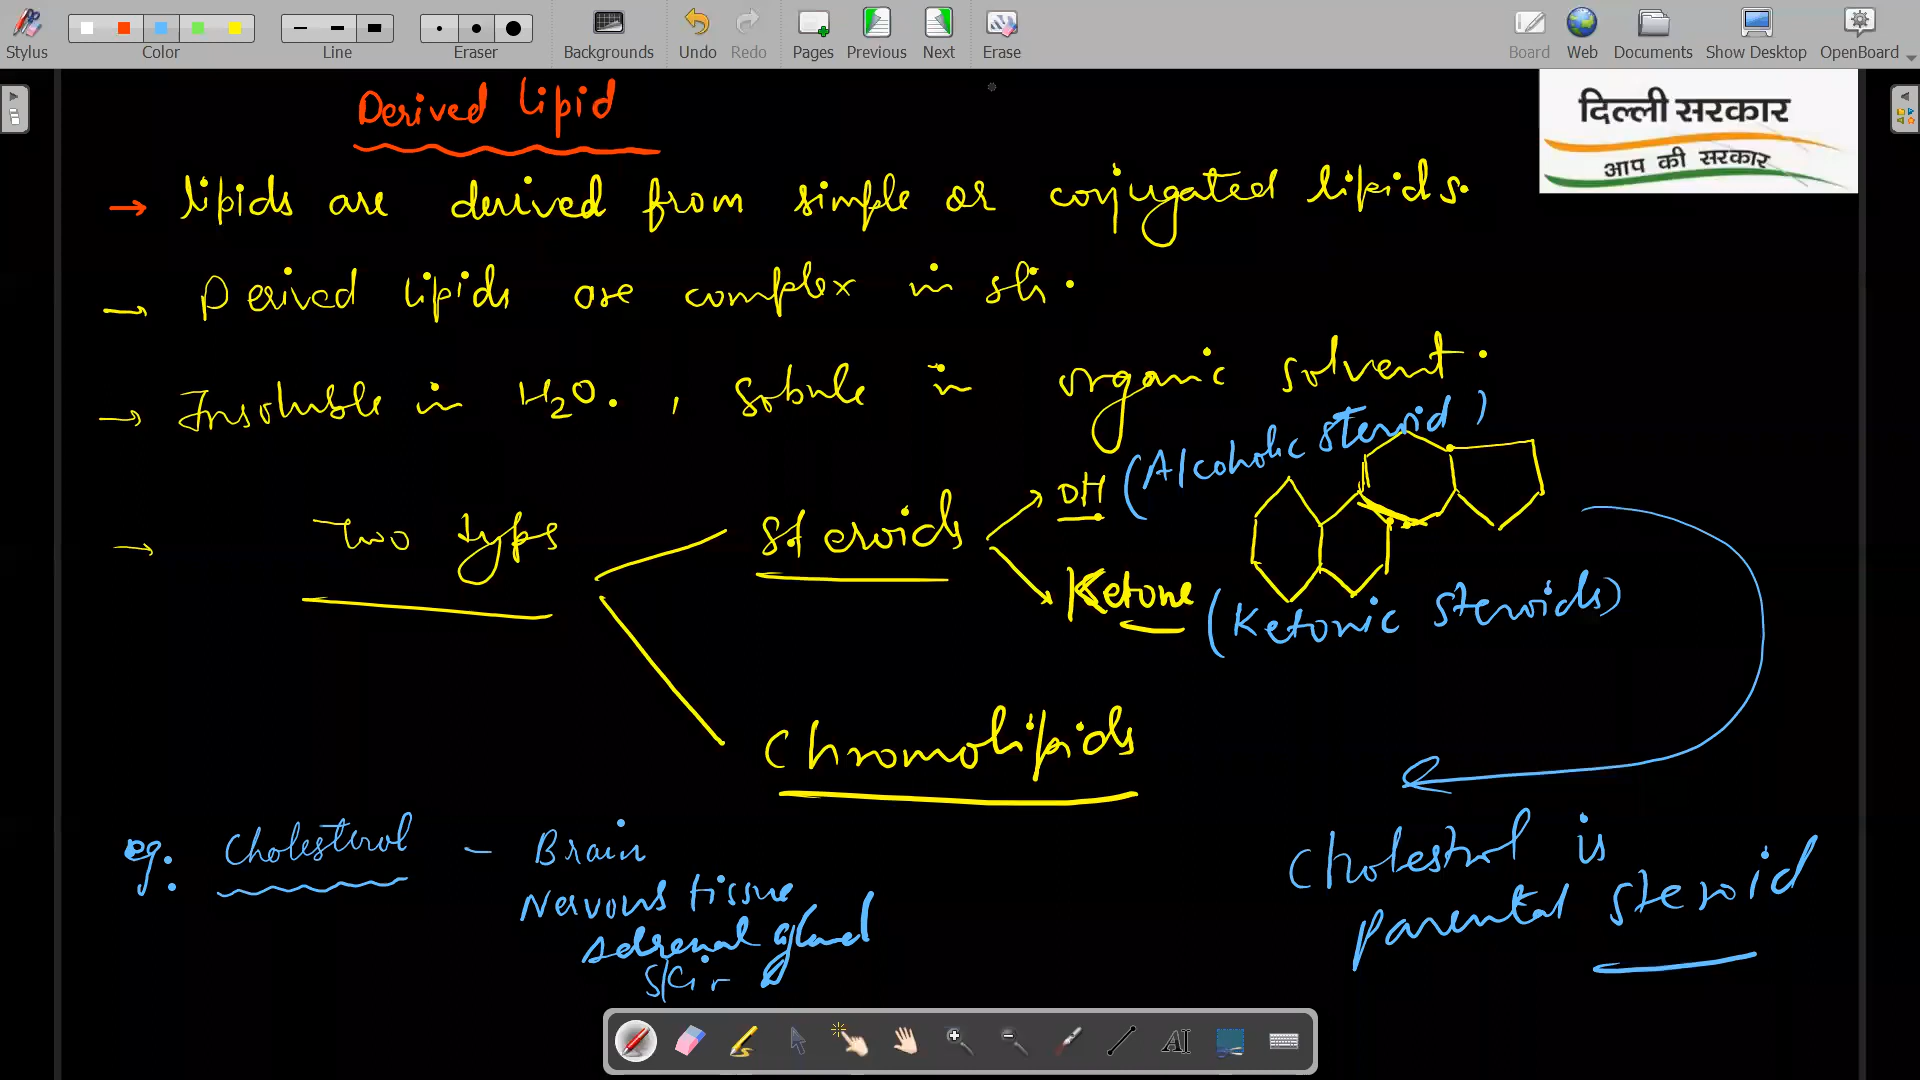 Stylus Color Line Eraser Backgrounds Undo Redo Pages Previous Next Erase Board Web Documents Show Desktop OpenBoard
Derived lipid
दिल्ली सरकार
आप की सरकार
→ lipids are derived from simple or conjugated lipids.
→ Derived lipids are complex in str.
→ Insoluble in H2O. , Sobule in organic solvent.
→ Two types
Steroids
OH (Alcoholic steroid)
Ketone (Ketonic steroids)
Chromolipids
eg. Cholesterol - Brain
Nervous tissue
Adrenal gland
Skin
Cholestrol is
parental steroid